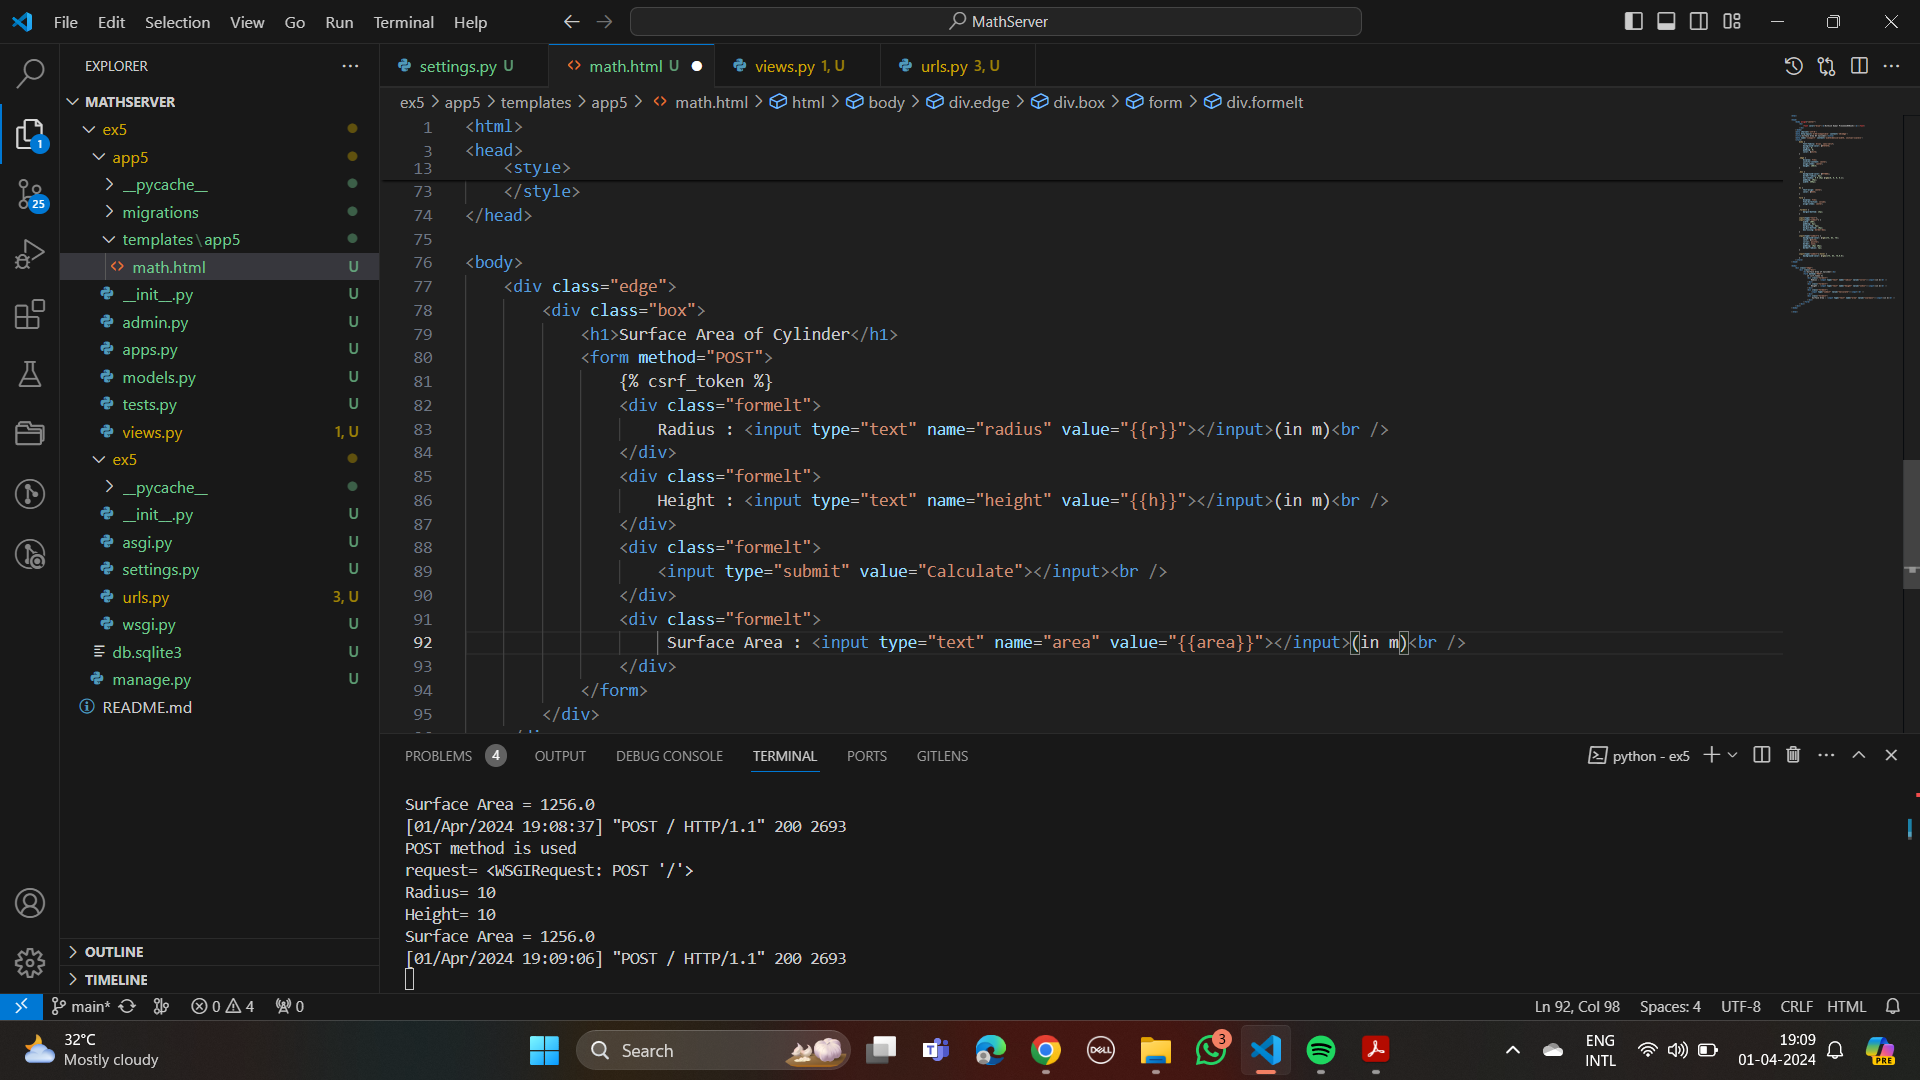 File Edit Selection View Go Run Terminal Help
MathServer
EXPLORER
MATHSERVER
ex5
app5
__pycache__
migrations
templates\app5
math.html U
__init__.py U
admin.py U
apps.py U
models.py U
tests.py U
views.py 1, U
ex5
__pycache__
__init__.py U
asgi.py U
settings.py U
urls.py 3, U
wsgi.py U
db.sqlite3 U
manage.py U
README.md
OUTLINE
TIMELINE
1
25
settings.py U math.html U views.py 1, U urls.py 3, U
ex5 > app5 > templates > app5 > math.html > html > body > div.edge > div.box > form > div.formelt
1 <html>
3 <head>
13 <style>
73 </style>
74 </head>
75
76 <body>
77 <div class="edge">
78 <div class="box">
79 <h1>Surface Area of Cylinder</h1>
80 <form method="POST">
81 {% csrf_token %}
82 <div class="formelt">
83 Radius : <input type="text" name="radius" value="{{r}}"></input>(in m)<br />
84 </div>
85 <div class="formelt">
86 Height : <input type="text" name="height" value="{{h}}"></input>(in m)<br />
87 </div>
88 <div class="formelt">
89 <input type="submit" value="Calculate"></input><br />
90 </div>
91 <div class="formelt">
92 Surface Area : <input type="text" name="area" value="{{area}}"></input>(in m)<br />
93 </div>
94 </form>
95 </div>
PROBLEMS 4 OUTPUT DEBUG CONSOLE TERMINAL PORTS GITLENS
python - ex5
Surface Area = 1256.0
[01/Apr/2024 19:08:37] "POST / HTTP/1.1" 200 2693
POST method is used
request= <WSGIRequest: POST '/'>
Radius= 10
Height= 10
Surface Area = 1256.0
[01/Apr/2024 19:09:06] "POST / HTTP/1.1" 200 2693
main* 0 4 0
Ln 92, Col 98 Spaces: 4 UTF-8 CRLF HTML
32°C
Mostly cloudy
Search
DELL
3
ENG
INTL
19:09
01-04-2024
PRE